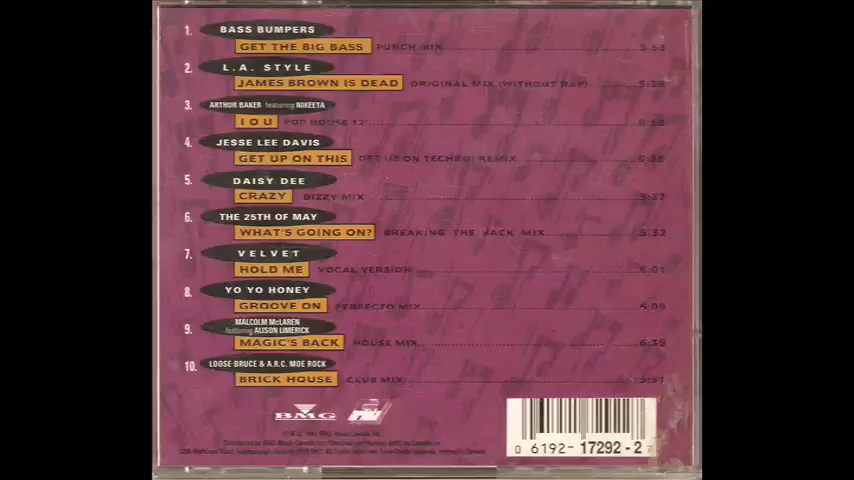 1. BASS BUMPERS
GET THE BIG BASS PUNCH MIX 5:53
2. L.A. STYLE
JAMES BROWN IS DEAD ORIGINAL MIX (WITHOUT RAP) 5:39
3. ARTHUR BAKER featuring NIKEETA
I O U POP HOUSE 12"
4. JESSE LEE DAVIS
GET UP ON THIS GET UP ON TECHRO! REMIX 6:38
5. DAISY DEE
CRAZY BIZZY MIX 5:37
6. THE 25TH OF MAY
WHAT'S GOING ON? BREAKING THE BACK MIX 5:32
7. VELVET
HOLD ME VOCAL VERSION 6:01
8. YO YO HONEY
GROOVE ON PERFECTO MIX 5:09
9. MALCOLM McLAREN
featuring ALISON LIMERICK
MAGIC'S BACK HOUSE MIX 6:39
10. LOOSE BRUCE & A.R.C. MOE ROCK
BRICK HOUSE CLUB MIX 5:57
BMG
0 6192-17292-2 7